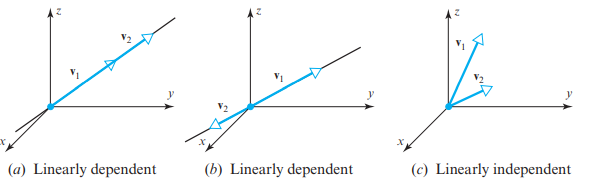 z
v₂
v₁
y
x
(a) Linearly dependent
z
v₁
y
v₂
x
(b) Linearly dependent
z
v₁
v₂
y
x
(c) Linearly independent